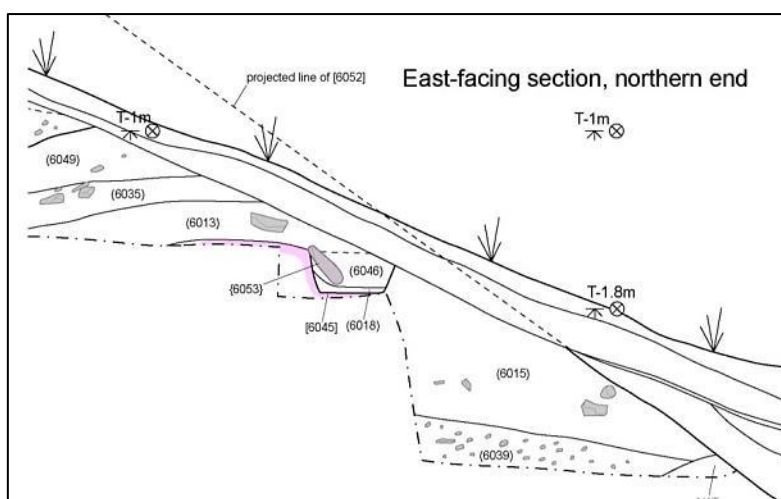 projected line of [6052]
East-facing section, northern end
T-1m
T-1m
(6049)
(6035)
(6013)
(6046)
{6053}
[6045]
(6018)
T-1.8m
(6015)
(6039)